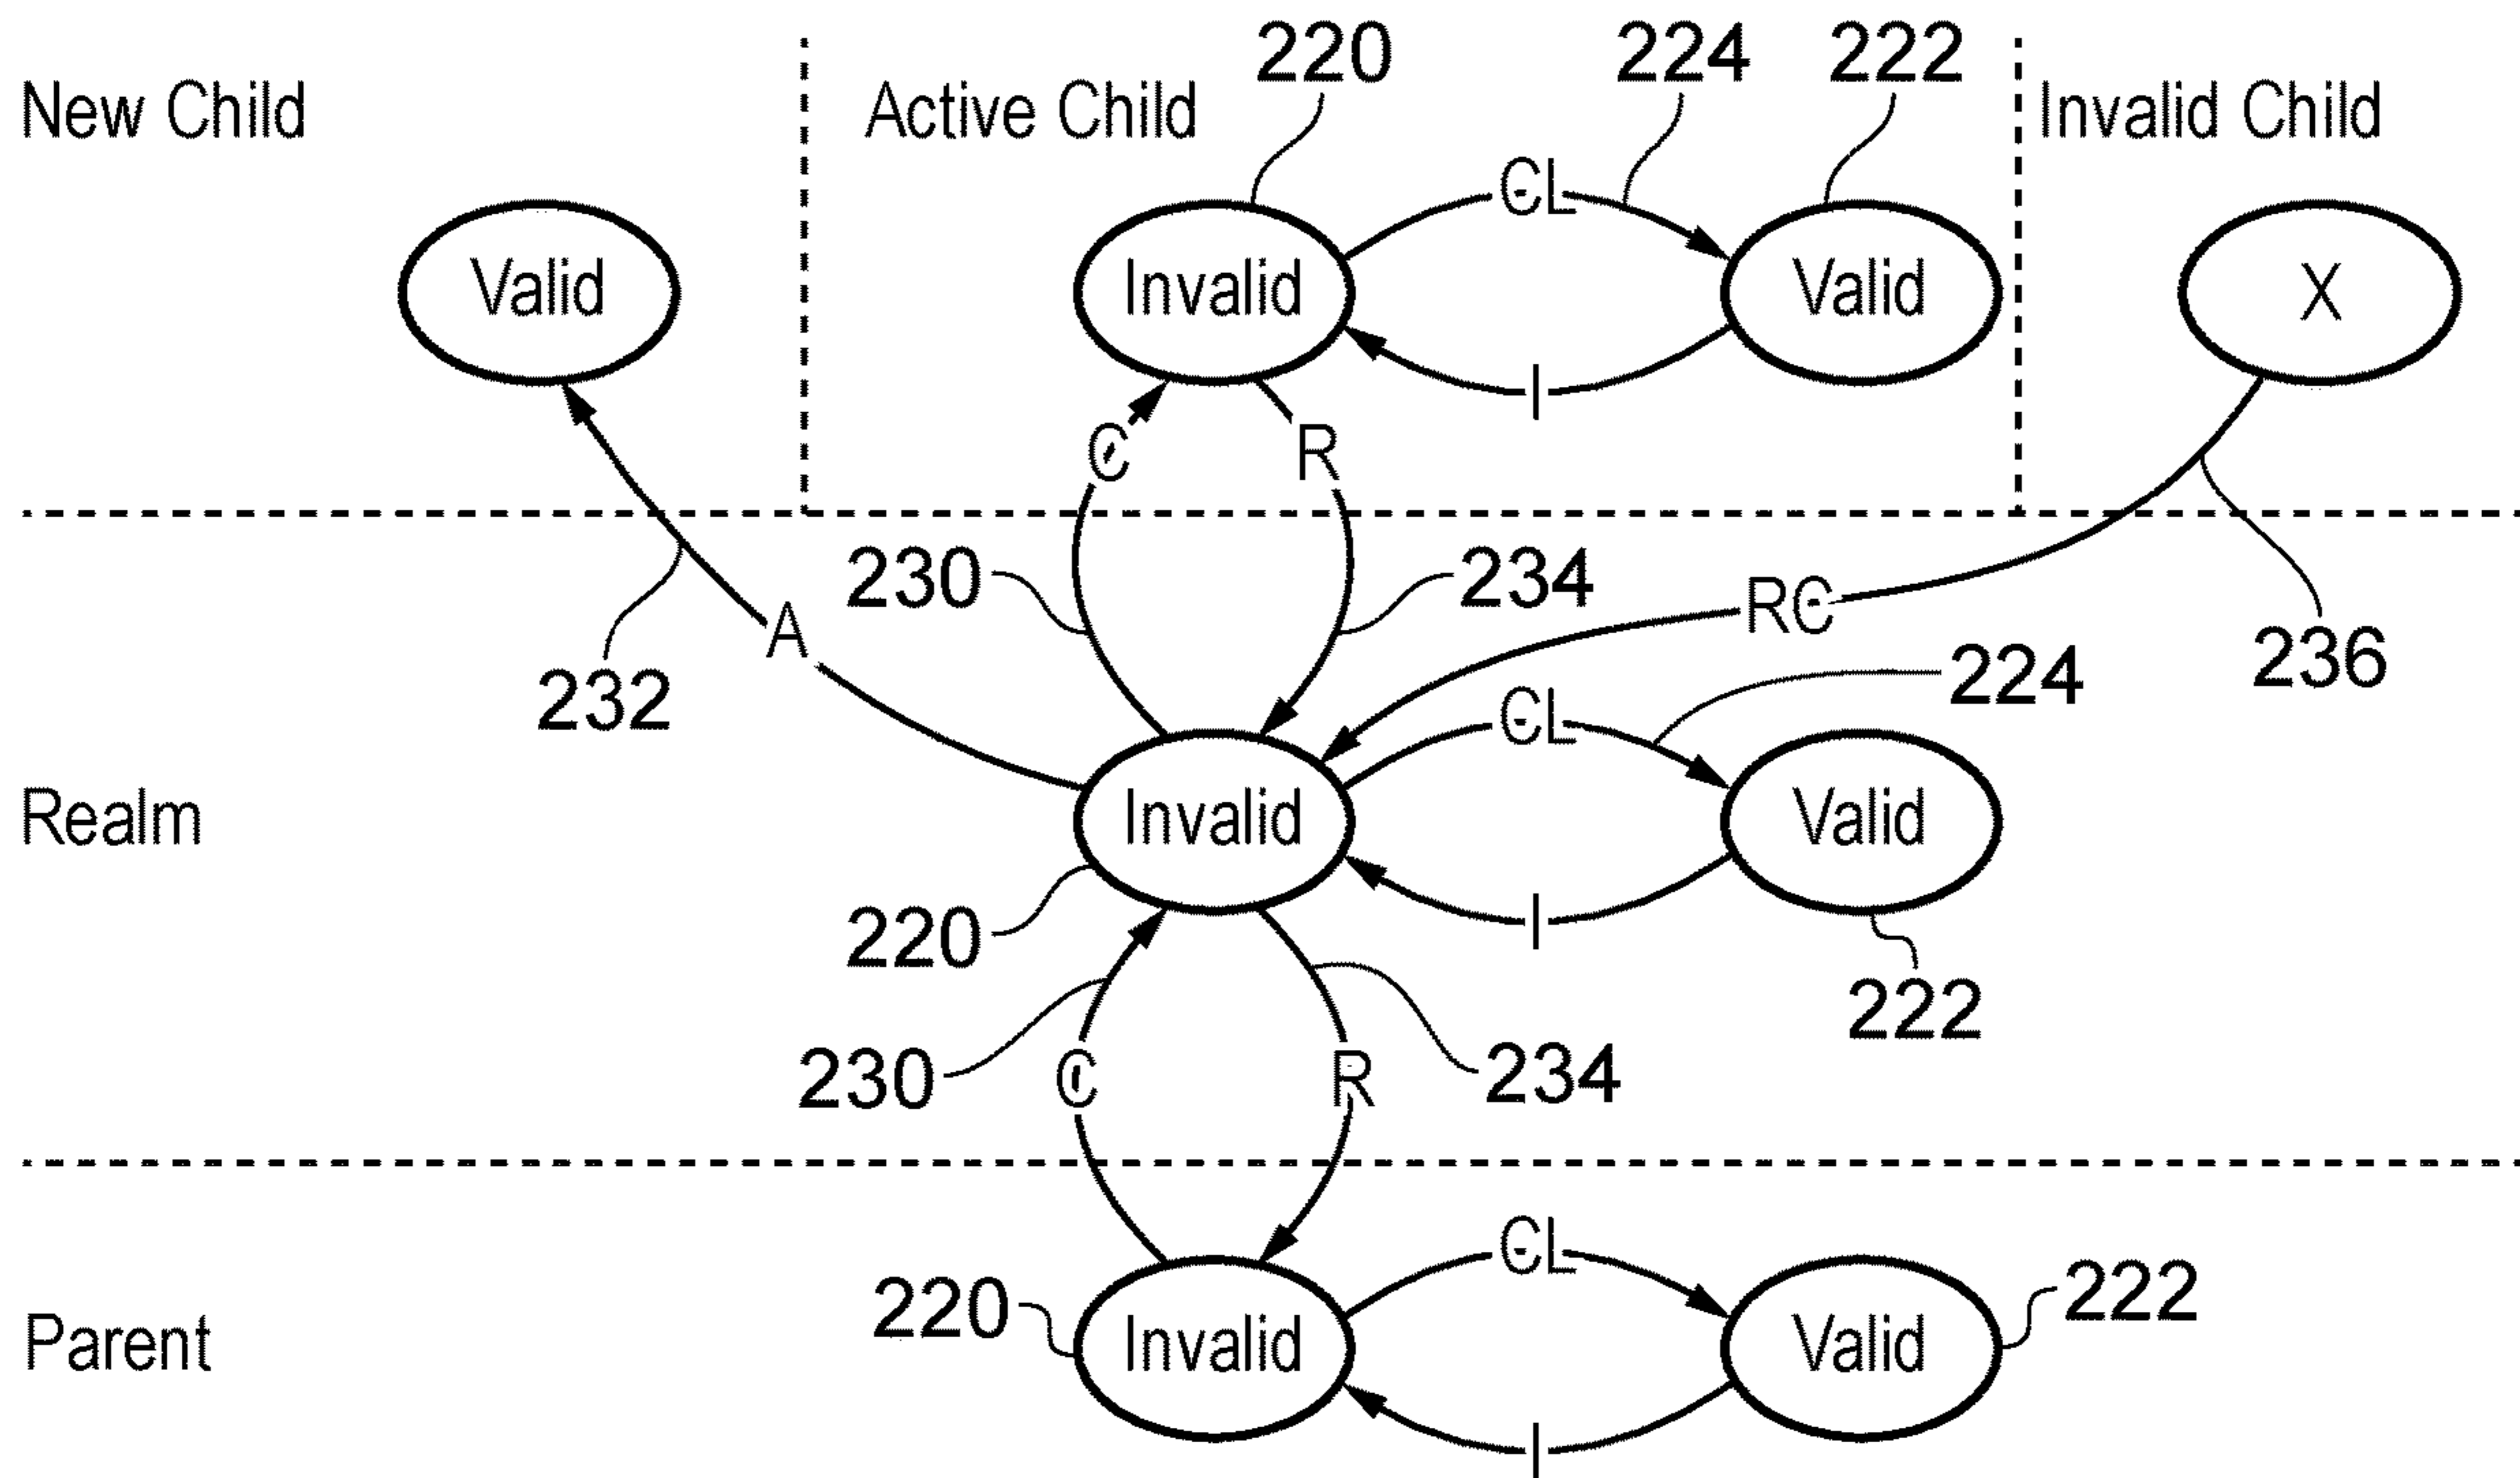 220 224 222
New Child Active Child Invalid Child
CL
Valid Invalid Valid X
I
C R
230 234
A RC
232 224 236
CL
Realm Invalid Valid
220 I
222
230 C R 234
CL
220 222
Parent Invalid Valid
I